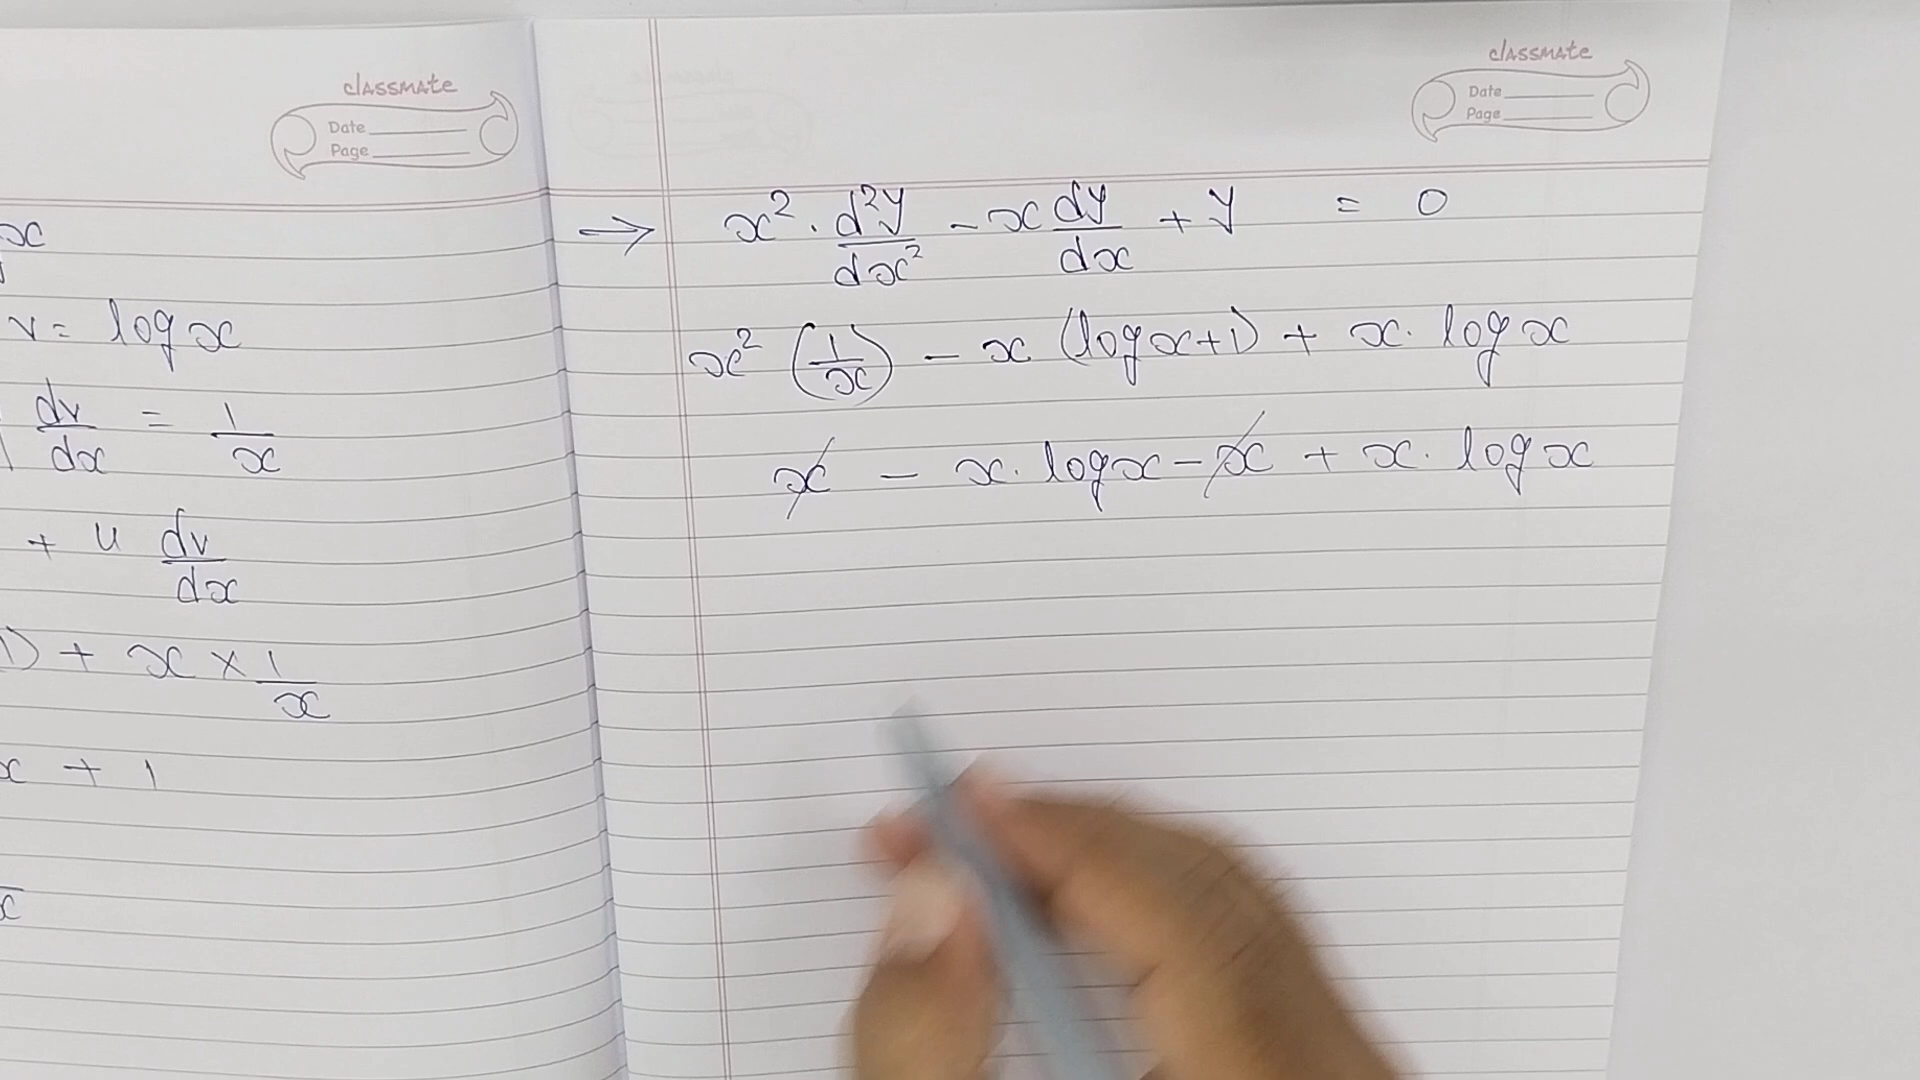 classmate
Date
Page
x
v = log x
dv/dx = 1/x
+ u dv/dx
1) + x × 1/x
x + 1
x
classmate
Date
Page
→ x² · d²y/dx² - x dy/dx + y = 0
x² (1/x) - x (log x + 1) + x · log x
x - x · log x - x + x · log x